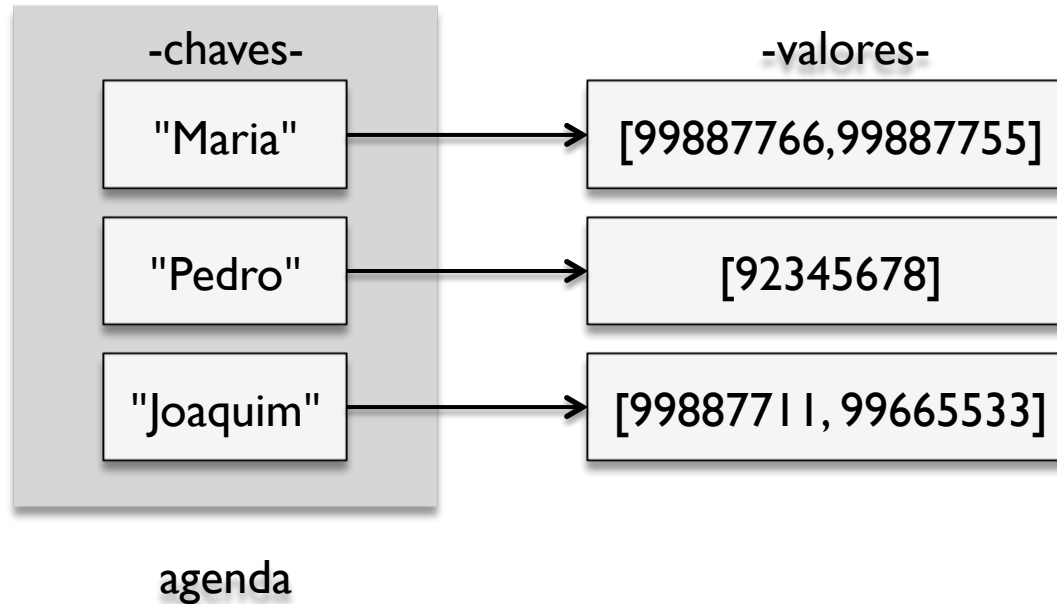 -chaves-
-valores-
"Maria"
[99887766,99887755]
"Pedro"
[92345678]
"Joaquim"
[99887711, 99665533]
agenda